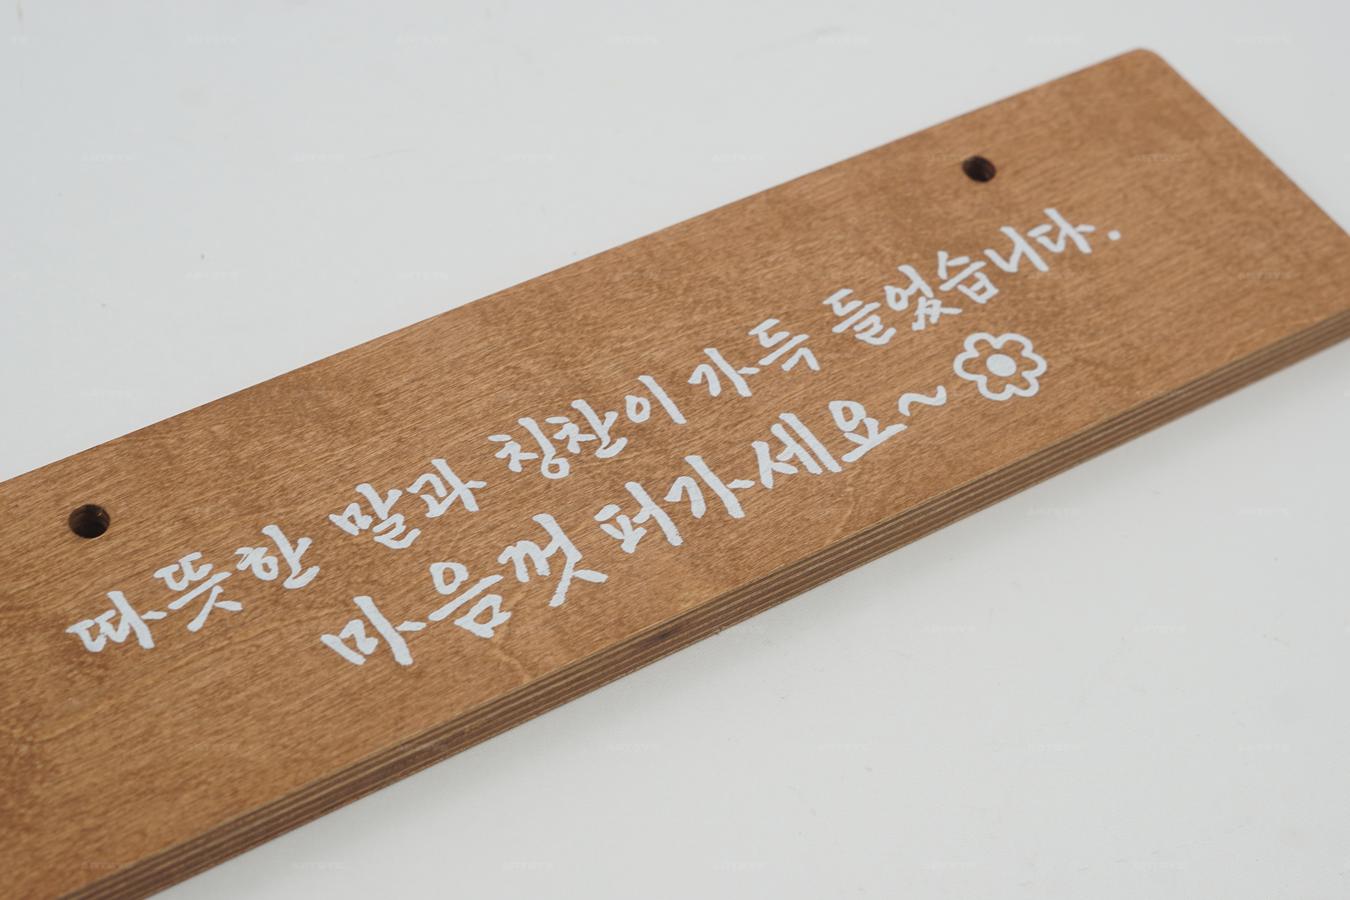 따뜻한 말과 칭찬이 가득 들었습니다.
마음껏 퍼가세요~